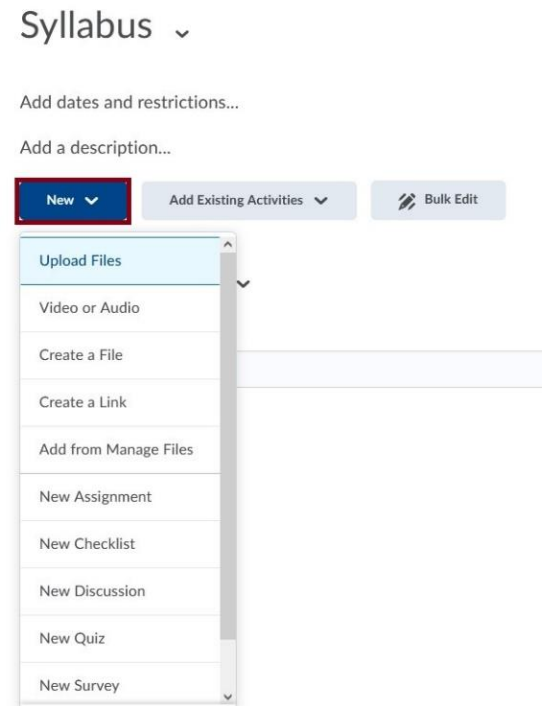 Syllabus
Add dates and restrictions...
Add a description...
New Add Existing Activities Bulk Edit
Upload Files
Video or Audio
Create a File
Create a Link
Add from Manage Files
New Assignment
New Checklist
New Discussion
New Quiz
New Survey